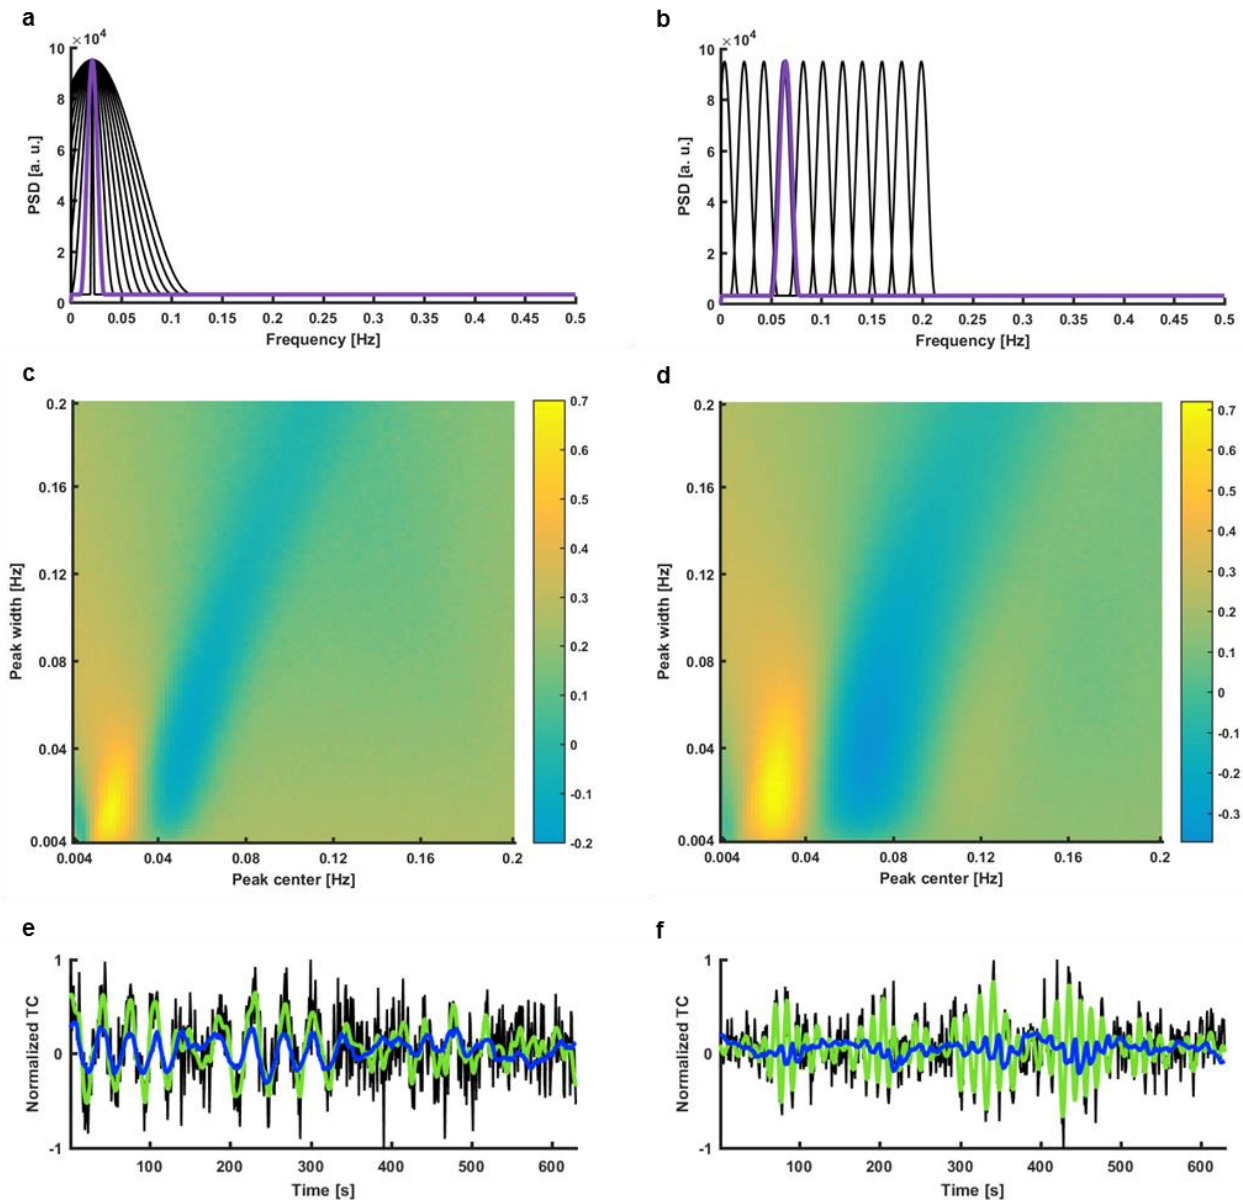 a
×10⁴
10
8
6
4
2
0
PSD [a. u.]
0 0.05 0.1 0.15 0.2 0.25 0.3 0.35 0.4 0.45 0.5
Frequency [Hz]
b
×10⁴
10
8
6
4
2
0
PSD [a. u.]
0 0.05 0.1 0.15 0.2 0.25 0.3 0.35 0.4 0.45 0.5
Frequency [Hz]
c
0.2
0.16
0.12
0.08
0.04
0.004
Peak width [Hz]
0.004 0.04 0.08 0.12 0.16 0.2
Peak center [Hz]
0.7
0.6
0.5
0.4
0.3
0.2
0.1
0
-0.1
-0.2
d
0.2
0.16
0.12
0.08
0.04
0.004
Peak width [Hz]
0.004 0.04 0.08 0.12 0.16 0.2
Peak center [Hz]
0.7
0.6
0.5
0.4
0.3
0.2
0.1
0
-0.1
-0.2
-0.3
e
1
0
-1
Normalized TC
100 200 300 400 500 600
Time [s]
f
1
0
-1
Normalized TC
100 200 300 400 500 600
Time [s]